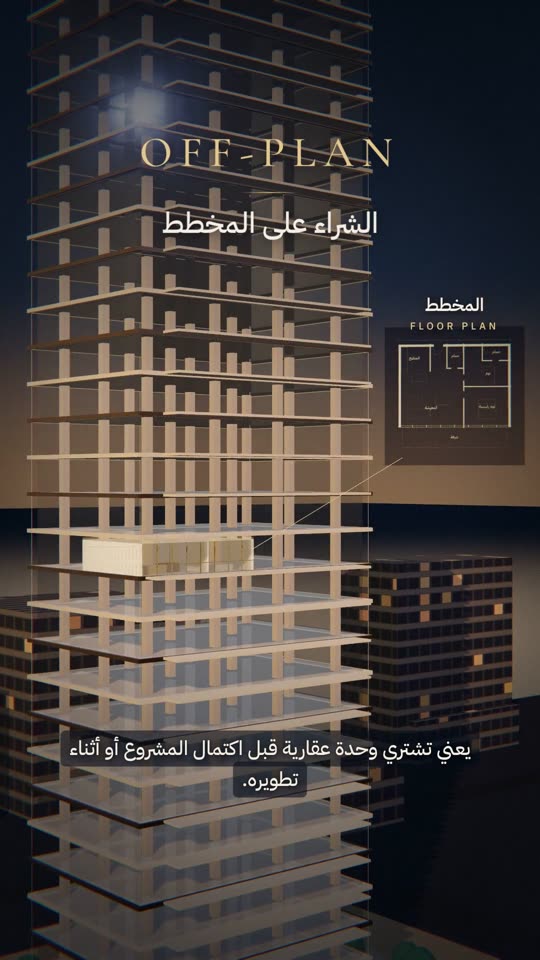 OFF-PLAN
الشراء على المخطط
المخطط
FLOOR PLAN
يعني تشتري وحدة عقارية قبل اكتمال المشروع أو أثناء
تطويره.